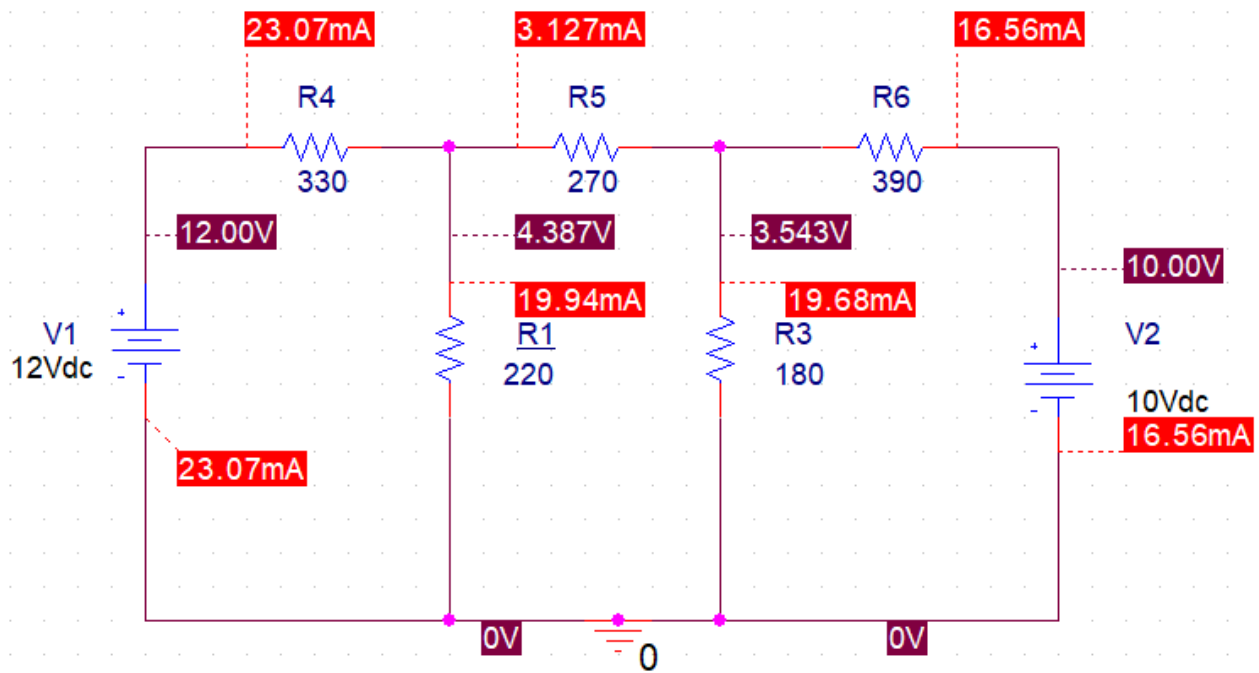 23.07mA
3.127mA
16.56mA
R4
R5
R6
330
270
390
12.00V
4.387V
3.543V
10.00V
19.94mA
19.68mA
+
V1
12Vdc
-
R1
220
R3
180
+
V2
10Vdc
-
16.56mA
23.07mA
0V
0
0V